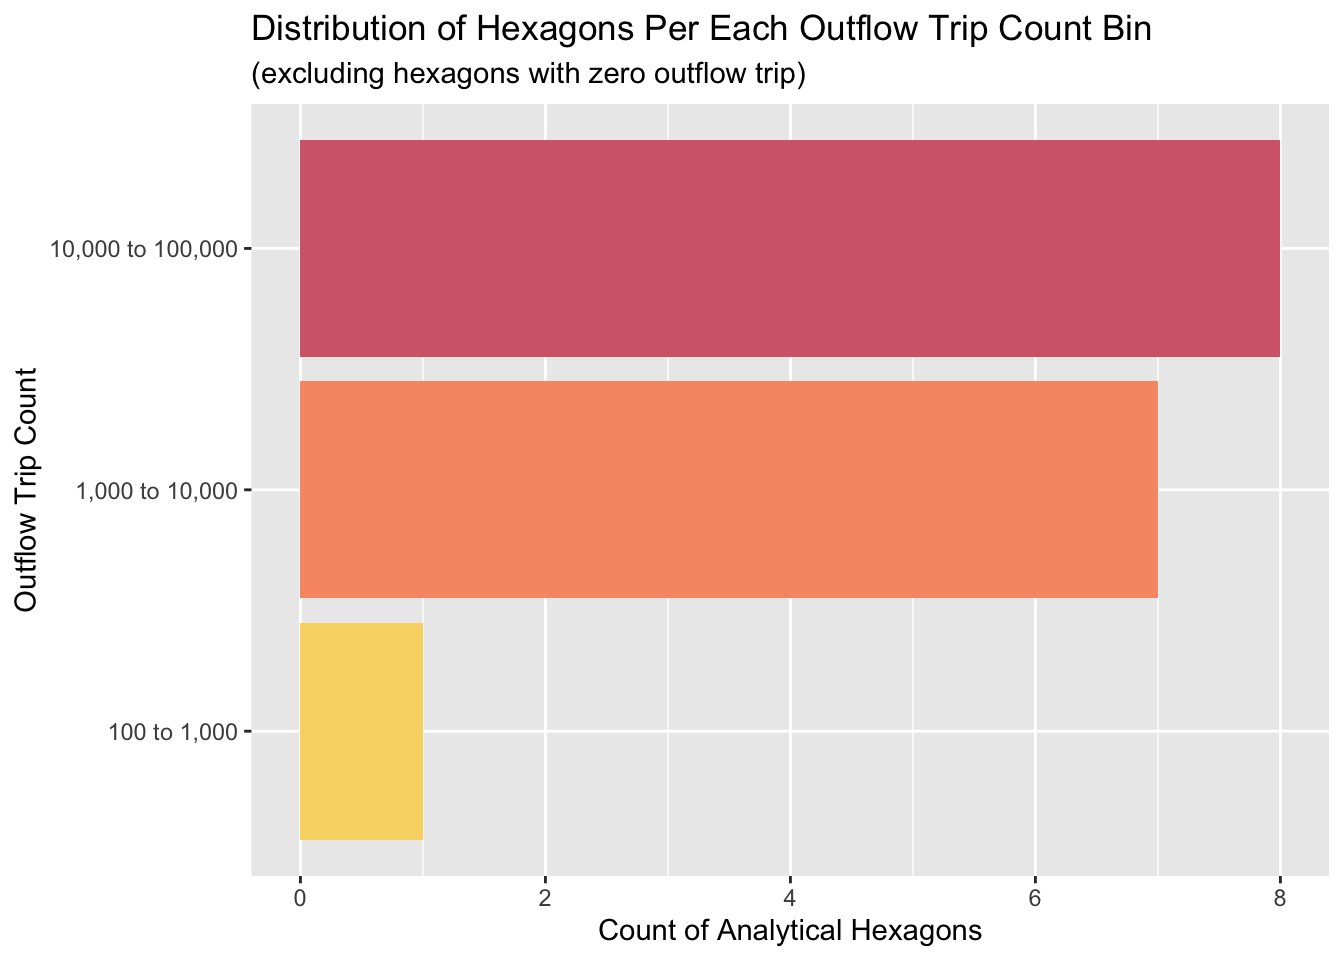 Distribution of Hexagons Per Each Outflow Trip Count Bin
(excluding hexagons with zero outflow trip)
Outflow Trip Count
10,000 to 100,000
1,000 to 10,000
100 to 1,000
0 2 4 6 8
Count of Analytical Hexagons